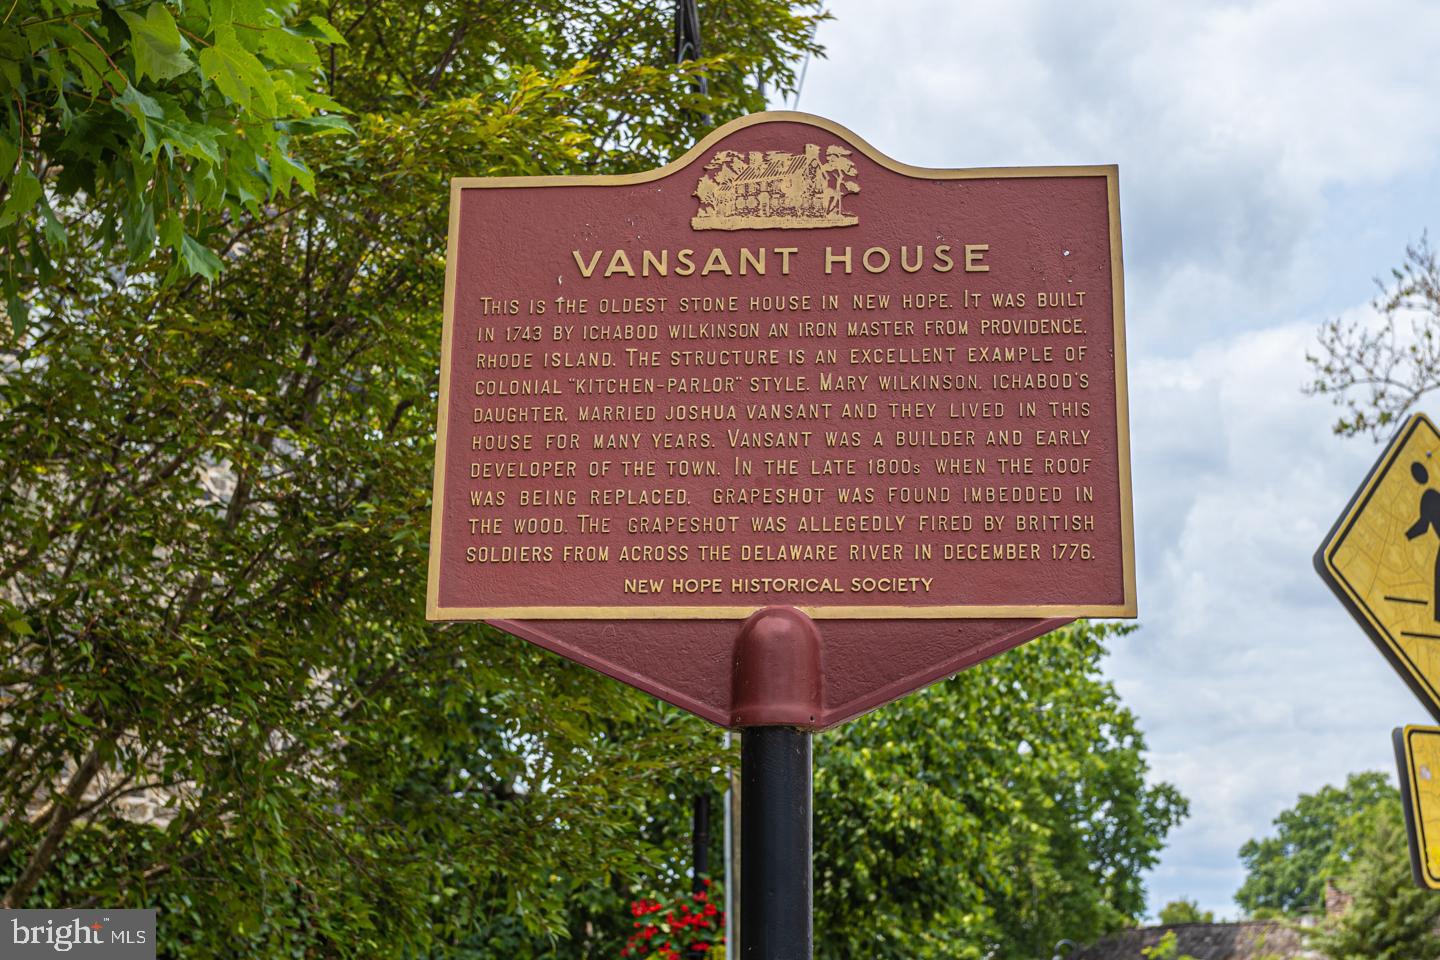 VANSANT HOUSE
THIS IS THE OLDEST STONE HOUSE IN NEW HOPE. IT WAS BUILT
IN 1743 BY ICHABOD WILKINSON AN IRON MASTER FROM PROVIDENCE,
RHODE ISLAND. THE STRUCTURE IS AN EXCELLENT EXAMPLE OF
COLONIAL "KITCHEN-PARLOR" STYLE. MARY WILKINSON, ICHABOD'S
DAUGHTER, MARRIED JOSHUA VANSANT AND THEY LIVED IN THIS
HOUSE FOR MANY YEARS. VANSANT WAS A BUILDER AND EARLY
DEVELOPER OF THE TOWN. IN THE LATE 1800s WHEN THE ROOF
WAS BEING REPLACED, GRAPESHOT WAS FOUND IMBEDDED IN
THE WOOD. THE GRAPESHOT WAS ALLEGEDLY FIRED BY BRITISH
SOLDIERS FROM ACROSS THE DELAWARE RIVER IN DECEMBER 1776.
NEW HOPE HISTORICAL SOCIETY
bright™ MLS